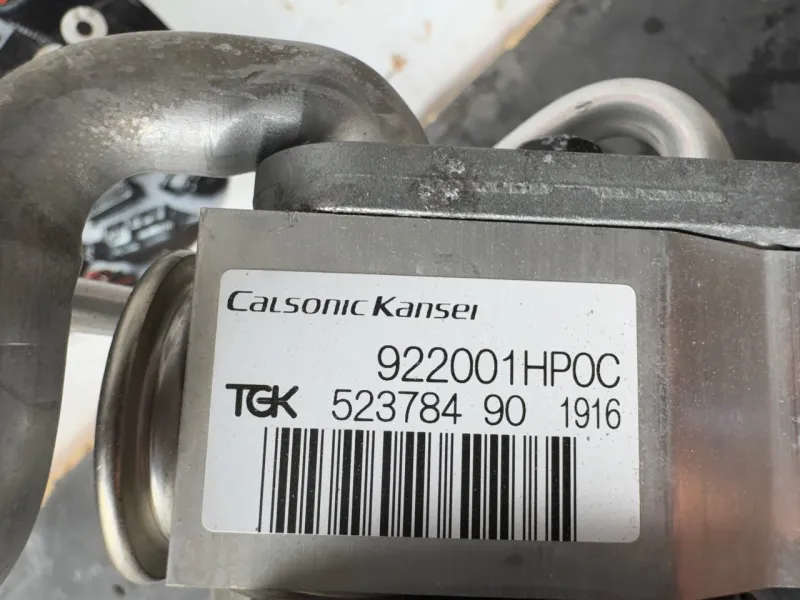 CALSONIC KANSEI
922001HP0C
TGK 523784 90 1916